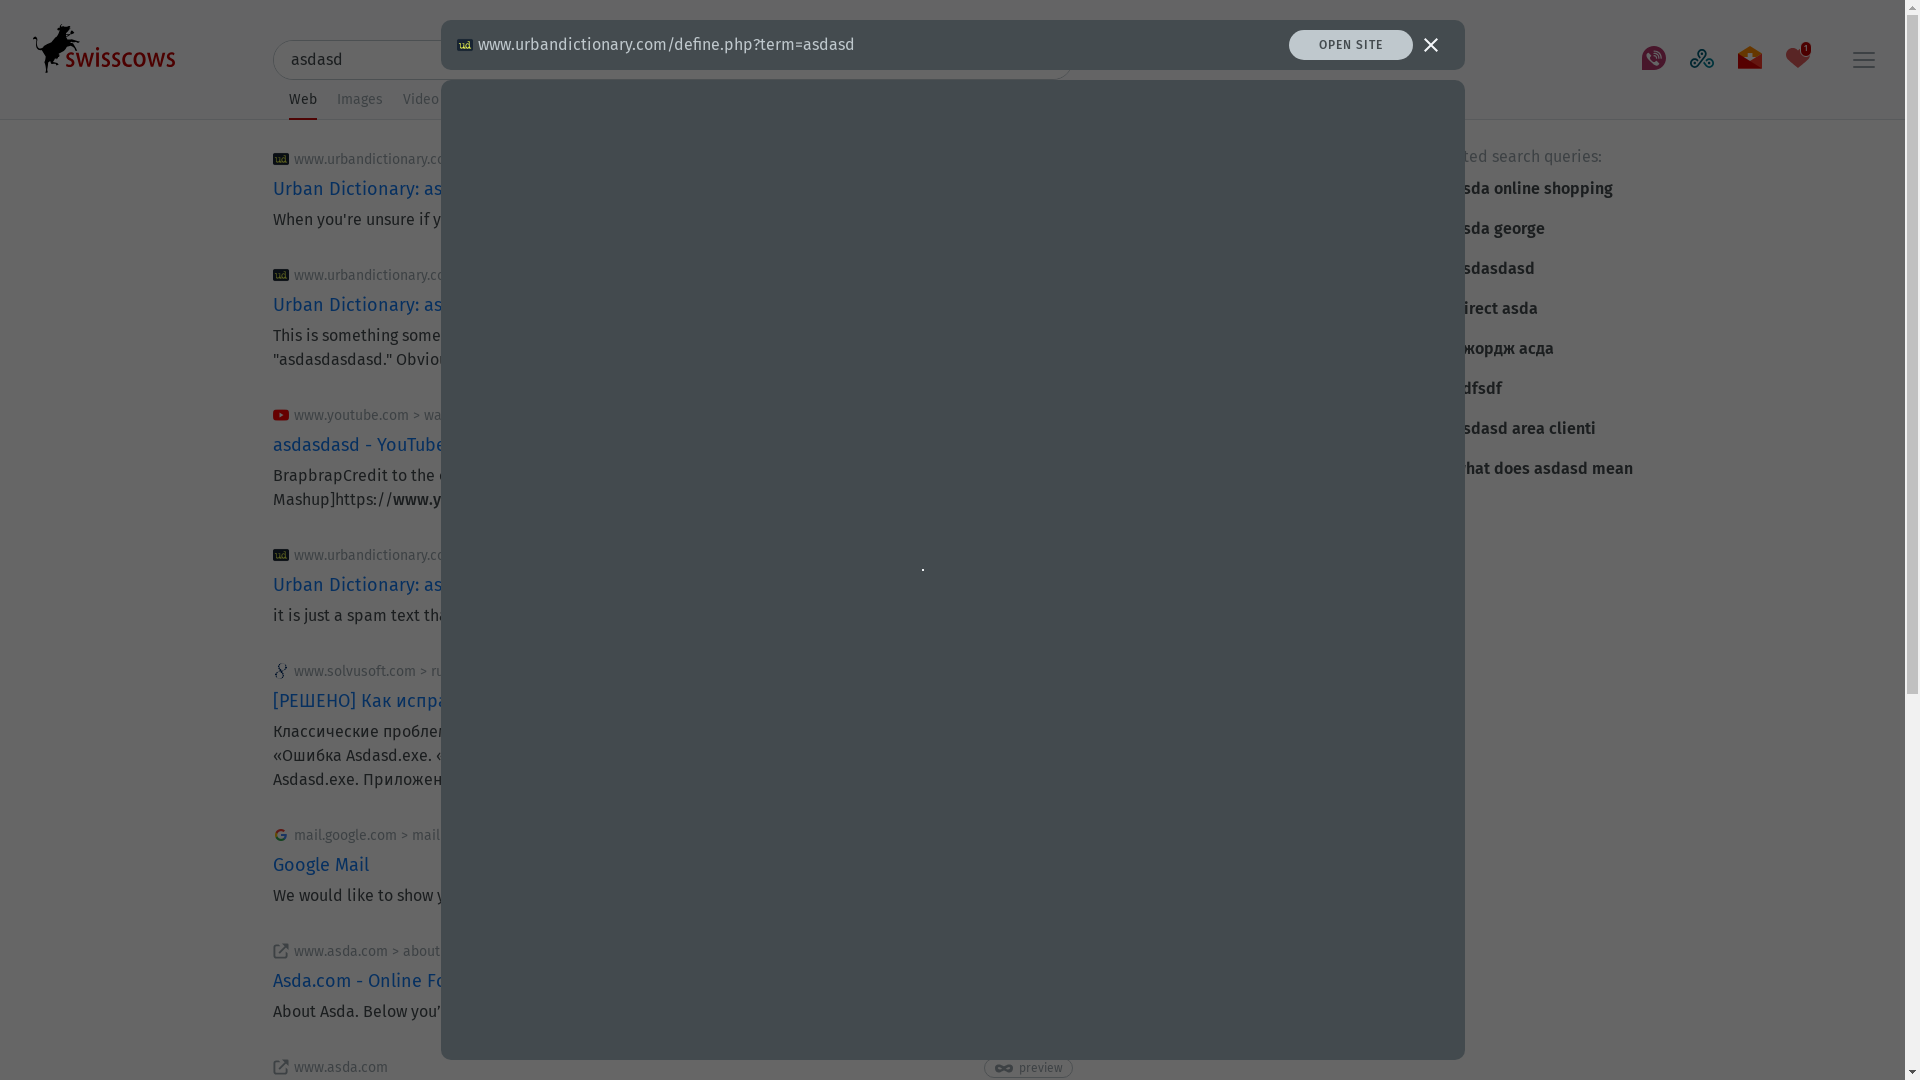 swisscows
asdasd
www.urbandictionary.com/define.php?term=asdasd
OPEN SITE
1
Web
Images
Video
www.urbandictionary.co
Urban Dictionary: as
When you're unsure if y
www.urbandictionary.co
Urban Dictionary: as
This is something some
"asdasdasdasd." Obviou
www.youtube.com > wa
asdasdasd - YouTube
BrapbrapCredit to the
Mashup]https://www.y
www.urbandictionary.co
Urban Dictionary: as
it is just a spam text tha
www.solvusoft.com > ru
[РЕШЕНО] Как испра
Классические проблем
«Ошибка Asdasd.exe. «
Asdasd.exe. Приложен
mail.google.com > mail
Google Mail
We would like to show y
www.asda.com > about
Asda.com - Online Fo
About Asda. Below you'
www.asda.com
preview
ted search queries:
sda online shopping
sda george
sdasdasd
irect asda
жордж асда
dfsdf
sdasd area clienti
hat does asdasd mean